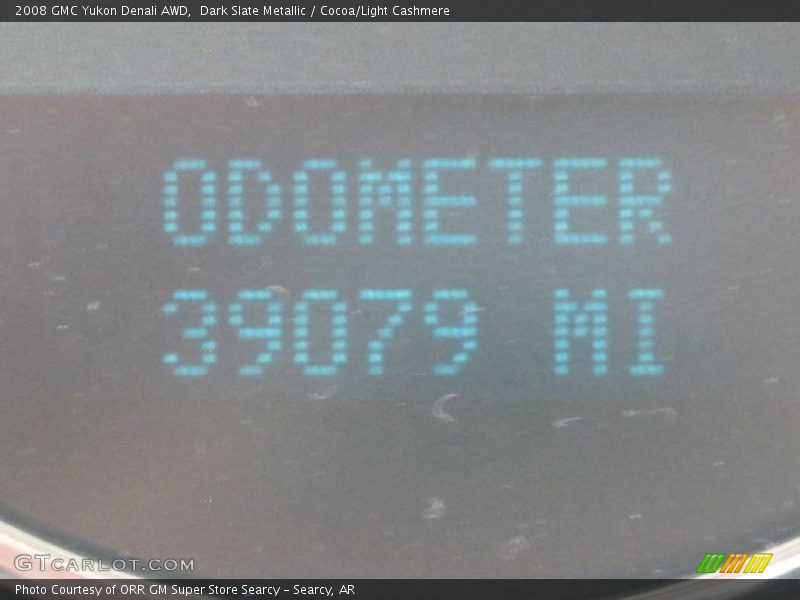 2008 GMC Yukon Denali AWD,  Dark Slate Metallic / Cocoa/Light Cashmere
ODOMETER
39079 MI
GTCARLOT.COM
Photo Courtesy of ORR GM Super Store Searcy - Searcy, AR